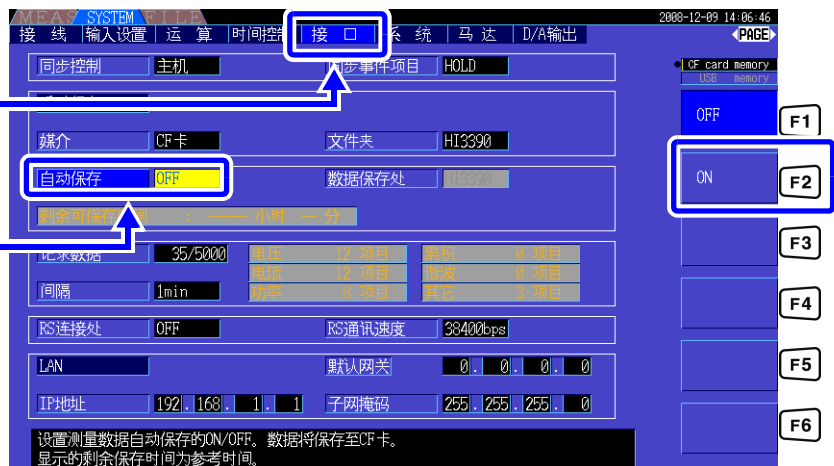 MEAS SYSTEM FILE 2008-12-09 14:06:46
接 线 输入设置 运 算 时间控制 接 口 系 统 马 达 D/A输出 PAGE
同步控制 主机 同步事件项目 HOLD CF card memory
USB memory
OFF F1
媒介 CF卡 文件夹 HI3390
自动保存 OFF 数据保存处 HI3390 ON F2
剩余可保存时间 : ----- 小时 -- 分
F3
记录数据 35/5000 电压 12 项目 累积 0 项目
电流 12 项目 谐波 0 项目
间隔 1min 功率 8 项目 其它 3 项目
F4
RS连接处 OFF RS通讯速度 38400bps
LAN 默认网关 0. 0. 0. 0 F5
IP地址 192. 168. 1. 1 子网掩码 255. 255. 255. 0
F6
设置测量数据自动保存的ON/OFF。数据将保存至CF卡。
显示的剩余保存时间为参考时间。